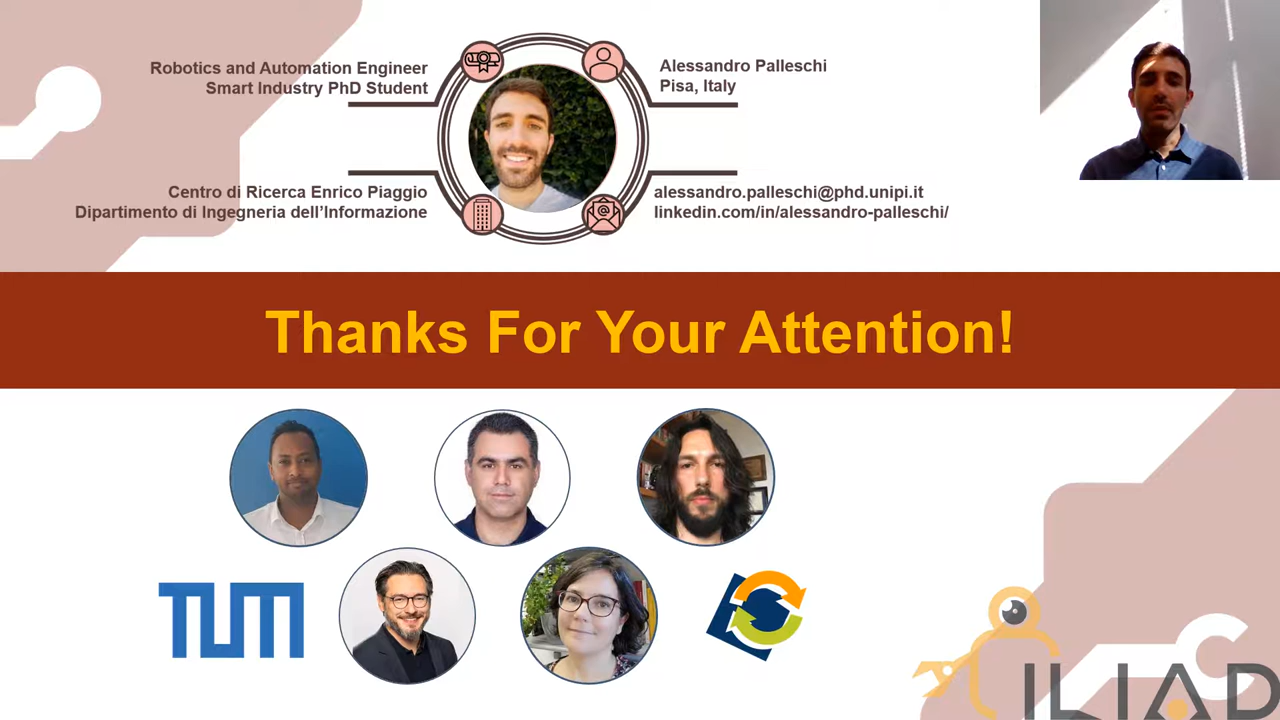 Robotics and Automation Engineer
Smart Industry PhD Student
Alessandro Palleschi
Pisa, Italy
Centro di Ricerca Enrico Piaggio
Dipartimento di Ingegneria dell'Informazione
alessandro.palleschi@phd.unipi.it
linkedin.com/in/alessandro-palleschi/
Thanks For Your Attention!
TUM
ILIAD